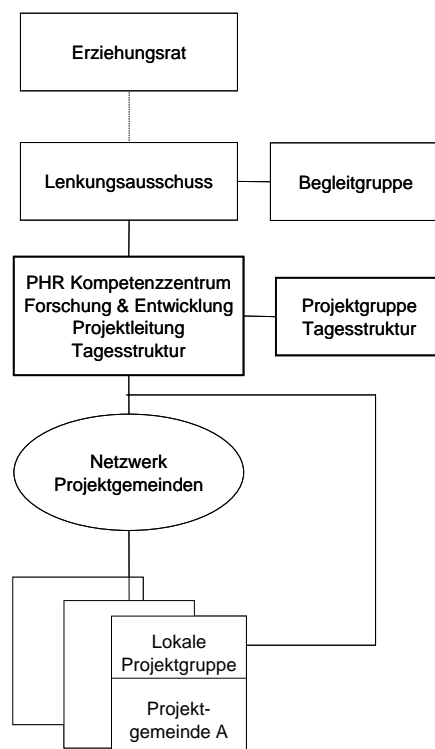 Erziehungsrat
Lenkungsausschuss
Begleitgruppe
PHR Kompetenzzentrum
Forschung & Entwicklung
Projektleitung
Tagesstruktur
Projektgruppe
Tagesstruktur
Netzwerk
Projektgemeinden
Lokale
Projektgruppe
Projekt-
gemeinde A